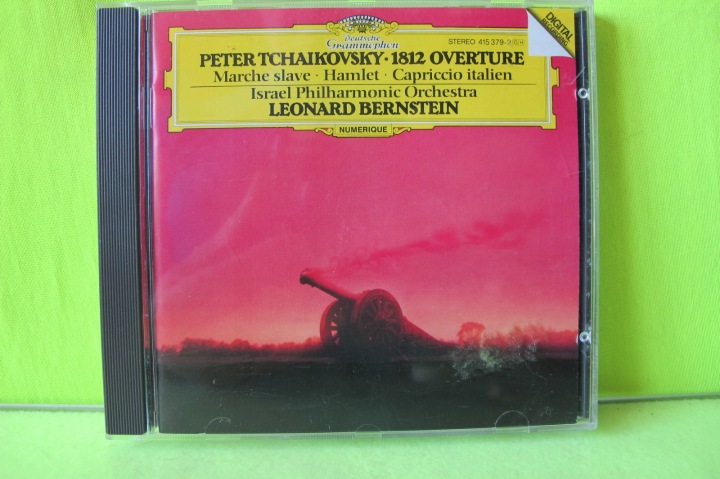 Deutsche
Grammophon
STEREO 415 379-2
DIGITAL
RECORDING
PETER TCHAIKOVSKY · 1812 OVERTURE
Marche slave · Hamlet · Capriccio italien
Israel Philharmonic Orchestra
LEONARD BERNSTEIN
NUMERIQUE